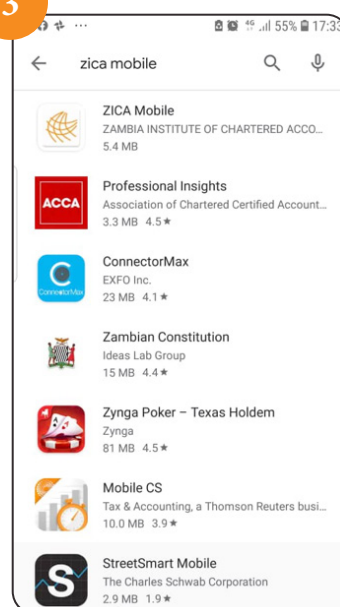 3
... 4G 55% 17:33
zica mobile
ZICA Mobile
ZAMBIA INSTITUTE OF CHARTERED ACCO...
5.4 MB
ACCA
Professional Insights
Association of Chartered Certified Account...
3.3 MB 4.5★
ConnectorMax
ConnectorMax
EXFO Inc.
23 MB 4.1★
Zambian Constitution
Ideas Lab Group
15 MB 4.4★
Zynga Poker – Texas Holdem
Zynga
81 MB 4.5★
Mobile CS
Tax & Accounting, a Thomson Reuters busi...
10.0 MB 3.9★
S
StreetSmart Mobile
The Charles Schwab Corporation
2.9 MB 1.9★